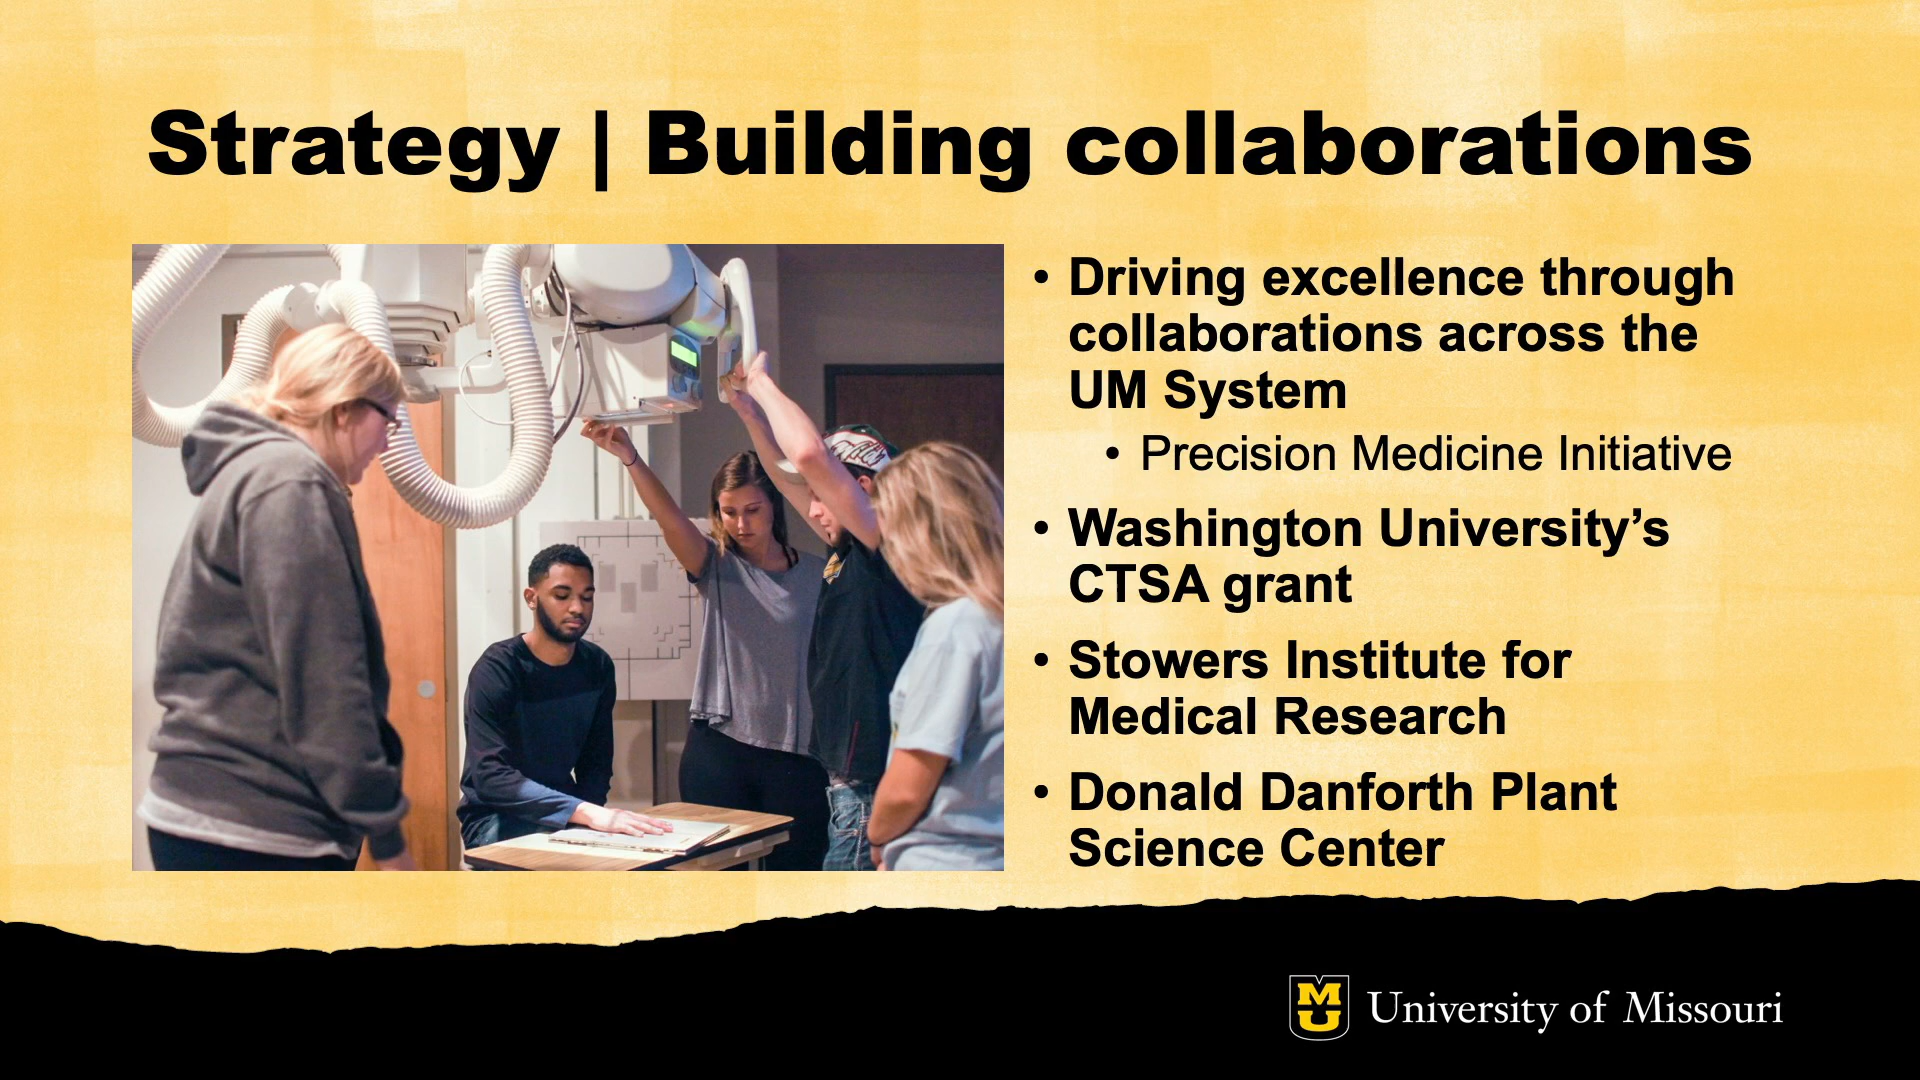 Strategy | Building collaborations
• Driving excellence through
collaborations across the
UM System
• Precision Medicine Initiative
• Washington University’s
CTSA grant
• Stowers Institute for
Medical Research
• Donald Danforth Plant
Science Center
MU University of Missouri